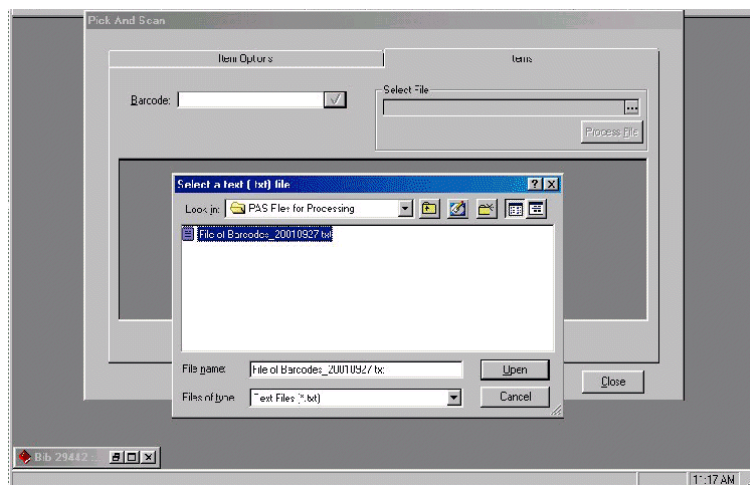 Pick And Scan
Item Options
Items
Barcode:
Select File
...
Process File
Select a text (.txt) file
Look in: PAS Files for Processing
File of Barcodes_20010927.txt
File name: File of Barcodes_20010927.txt
Open
Files of type: Text Files (*.txt)
Cancel
Close
Bib 29442 ...
11:17 AM